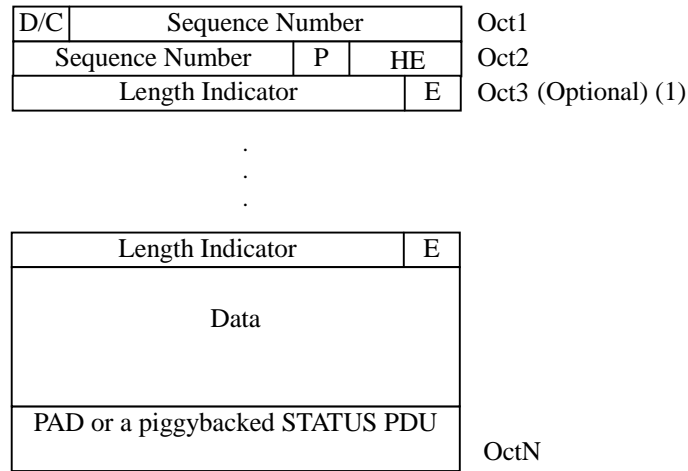 D/C Sequence Number Oct1
Sequence Number P HE Oct2
Length Indicator E Oct3 (Optional) (1)
.
.
.
Length Indicator E
Data
PAD or a piggybacked STATUS PDU
OctN